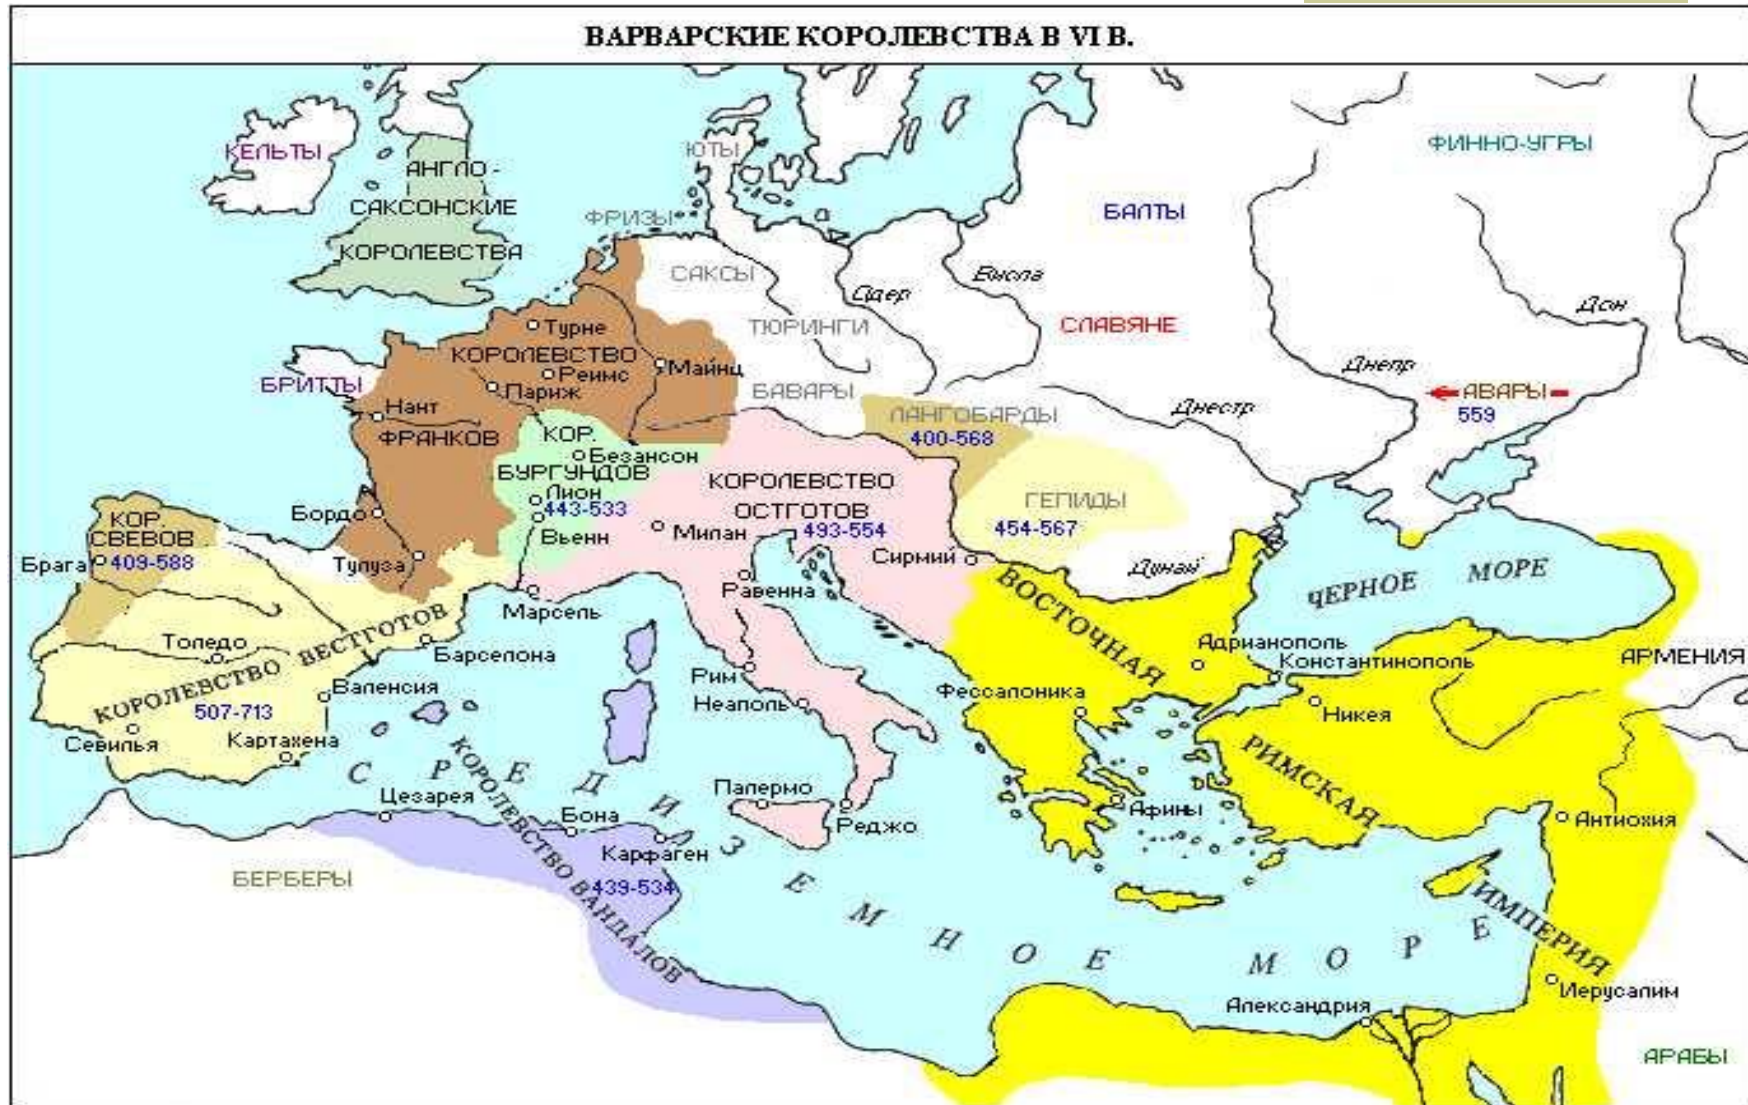 ВАРВАРСКИЕ КОРОЛЕВСТВА В VI В.
КЕЛЬТЫ
АНГЛО-
САКСОНСКИЕ
КОРОЛЕВСТВА
ЮТЫ
ФРИЗЫ
САКСЫ
ТЮРИНГИ
БАВАРЫ
ФИННО-УГРЫ
БАЛТЫ
Одер
Висла
СЛАВЯНЕ
Дон
Днепр
Днестр
АВАРЫ
559
БРИТТЫ
Турне
КОРОЛЕВСТВО
Реимс
Майнц
Париж
Нант
ФРАНКОВ
Бордо
Тулуза
КОР.
Безансон
БУРГУНДОВ
Лион
443-533
Вьенн
ЛАНГОБАРДЫ
400-568
ГЕПИДЫ
454-567
КОРОЛЕВСТВО
ОСТГОТОВ
493-554
Милан
Сирмий
Равенна
Марсель
Рим
Неаполь
Палермо
Реджо
КОР.
СВЕВОВ
Брага
409-588
Толедо
КОРОЛЕВСТВО ВЕСТГОТОВ
507-713
Барселона
Валенсия
Севилья
Картахена
Дунай
ЧЕРНОЕ МОРЕ
ВОСТОЧНАЯ
РИМСКАЯ
ИМПЕРИЯ
Адрианополь
Константинополь
АРМЕНИЯ
Фессалоника
Никея
Афины
Антиохия
СРЕДИЗЕМНОЕ МОРЕ
Цезарея
Бона
Карфаген
КОРОЛЕВСТВО ВАНДАЛОВ
439-534
БЕРБЕРЫ
Александрия
Иерусалим
АРАБЫ